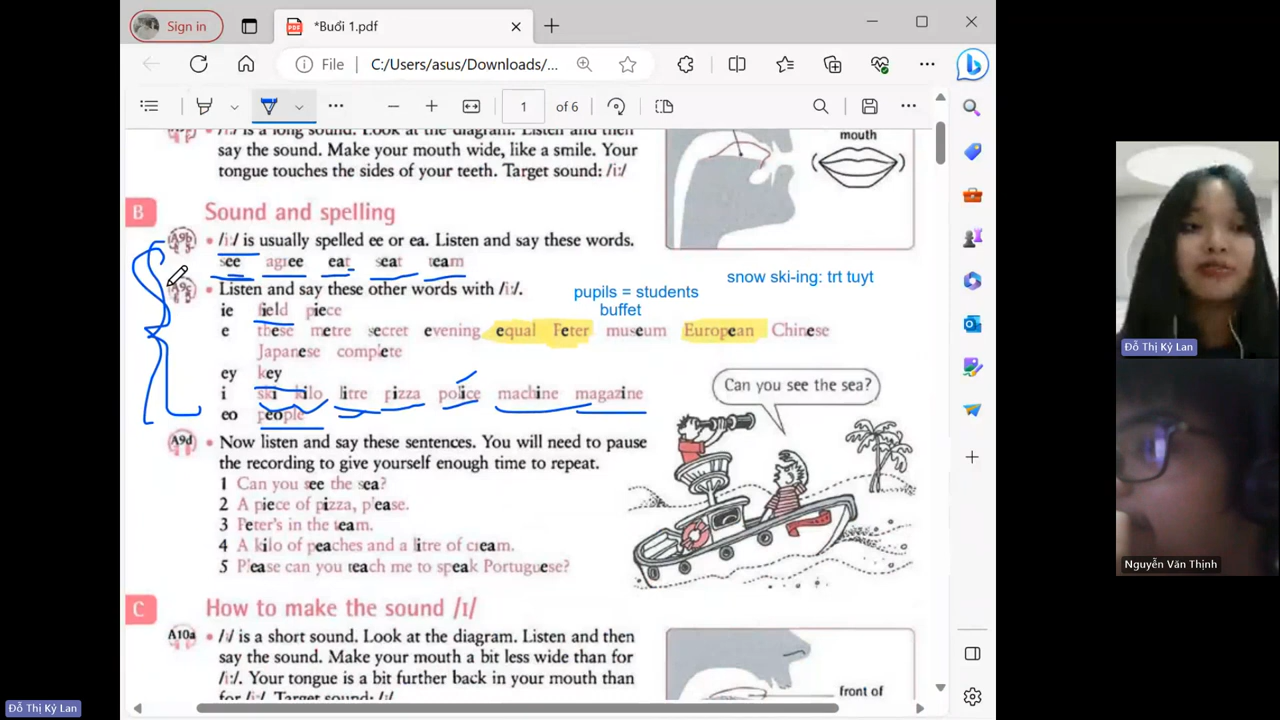 Sign in
*Buổi 1.pdf
File
C:/Users/asus/Downloads/...
1 of 6
/i:/ is a long sound. Look at the diagram. Listen and then
say the sound. Make your mouth wide, like a smile. Your
tongue touches the sides of your teeth. Target sound: /i:/
mouth
B Sound and spelling
A9b • /i:/ is usually spelled ee or ea. Listen and say these words.
see agree eat seat team
• Listen and say these other words with /i:/.
snow ski-ing: trt tuyt
pupils = students
buffet
ie field piece
e these metre secret evening equal Peter museum European Chinese
Japanese complete
ey key
i ski kilo litre pizza police machine magazine
eo people
Can you see the sea?
A9d • Now listen and say these sentences. You will need to pause
the recording to give yourself enough time to repeat.
1 Can you see the sea?
2 A piece of pizza, please.
3 Peter's in the team.
4 A kilo of peaches and a litre of cream.
5 Please can you teach me to speak Portuguese?
C How to make the sound /ɪ/
A10a • /ɪ/ is a short sound. Look at the diagram. Listen and then
say the sound. Make your mouth a bit less wide than for
/i:/. Your tongue is a bit further back in your mouth than
for /i:/. Target sound: /ɪ/
front of
Đỗ Thị Ký Lan
Nguyễn Văn Thịnh
Đỗ Thị Ký Lan